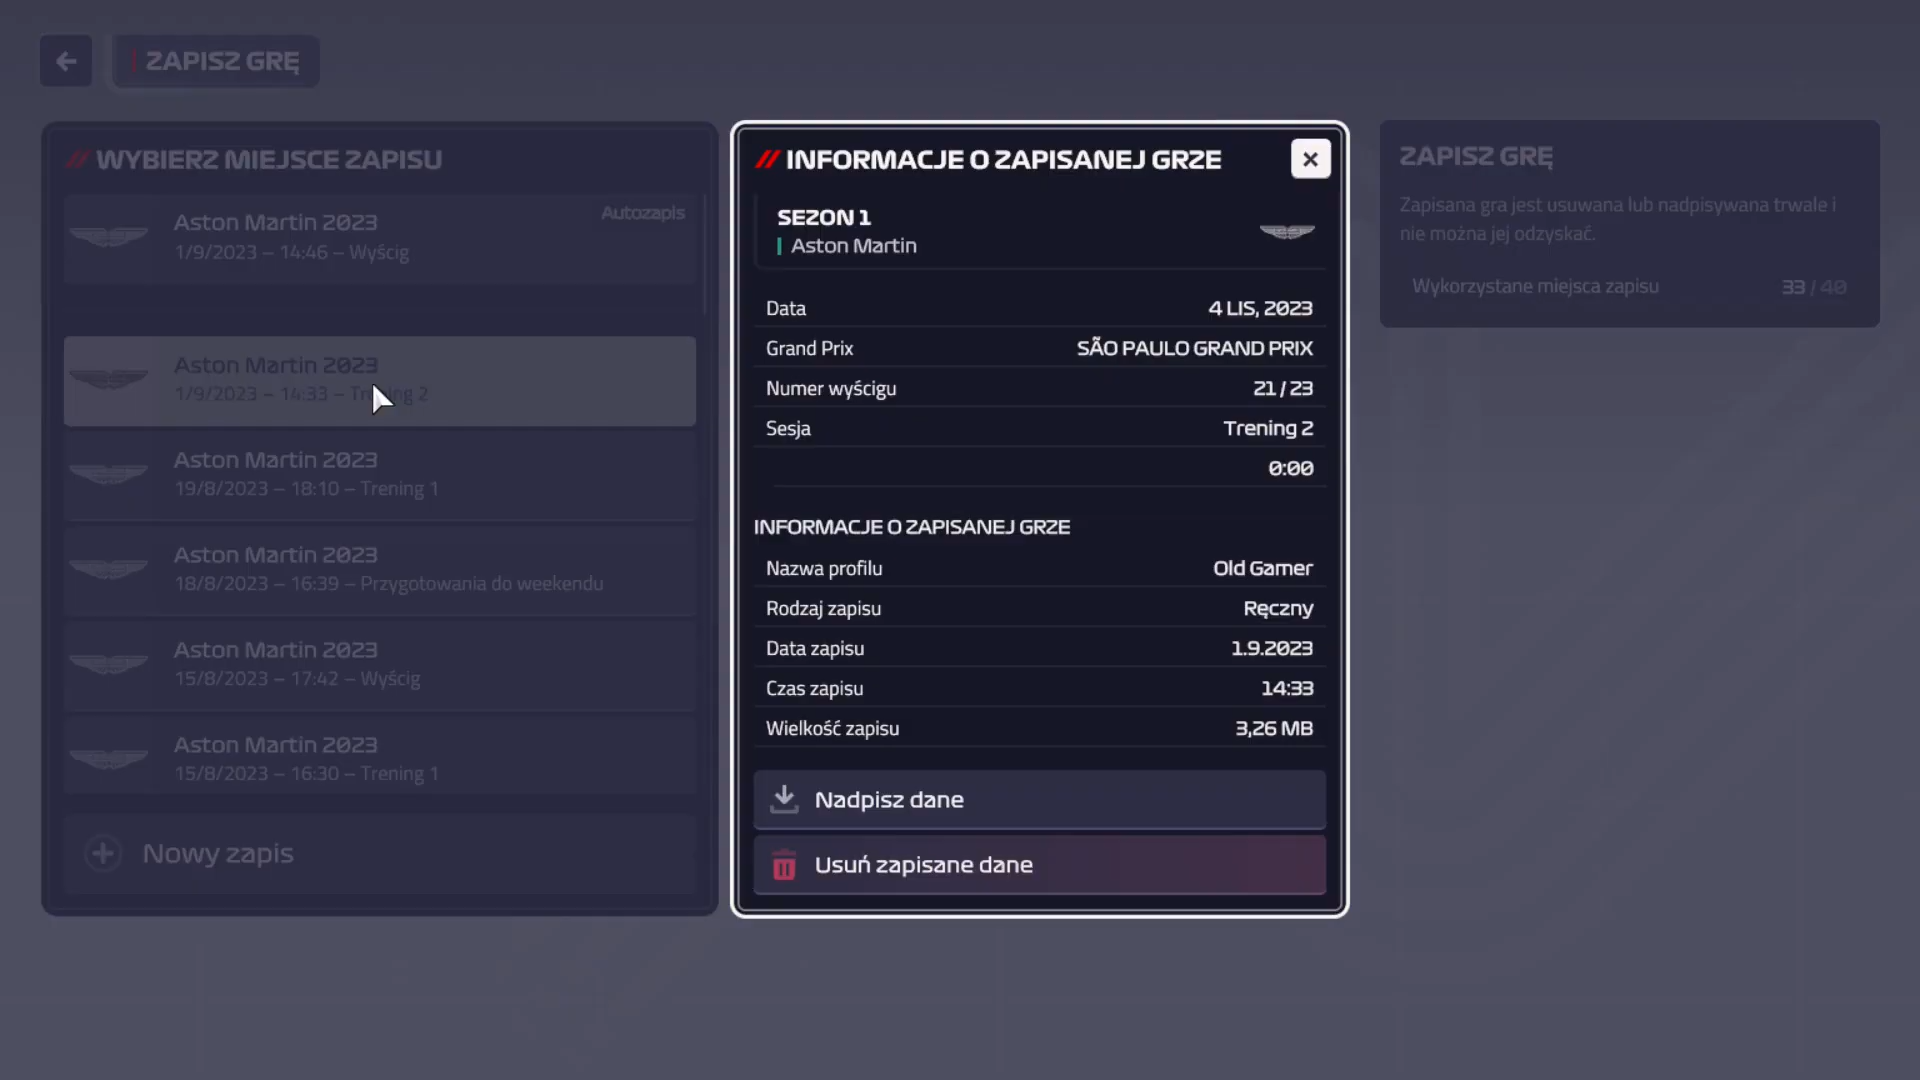 ZAPISZ GRĘ
WYBIERZ MIEJSCE ZAPISU
Aston Martin 2023
Autozapis
1/9/2023 – 14:46 – Wyścig
Aston Martin 2023
1/9/2023 – 14:33 – Trening 2
Aston Martin 2023
19/8/2023 – 18:10 – Trening 1
Aston Martin 2023
18/8/2023 – 16:39 – Przygotowania do weekendu
Aston Martin 2023
15/8/2023 – 17:42 – Wyścig
Aston Martin 2023
15/8/2023 – 16:30 – Trening 1
Nowy zapis
INFORMACJE O ZAPISANEJ GRZE
SEZON 1
Aston Martin
Data 4 LIS, 2023
Grand Prix SÃO PAULO GRAND PRIX
Numer wyścigu 21 / 23
Sesja Trening 2
0:00
INFORMACJE O ZAPISANEJ GRZE
Nazwa profilu Old Gamer
Rodzaj zapisu Ręczny
Data zapisu 1.9.2023
Czas zapisu 14:33
Wielkość zapisu 3,26 MB
Nadpisz dane
Usuń zapisane dane
ZAPISZ GRĘ
Zapisana gra jest usuwana lub nadpisywana trwale i
nie można jej odzyskać.
Wykorzystane miejsca zapisu 33 / 40